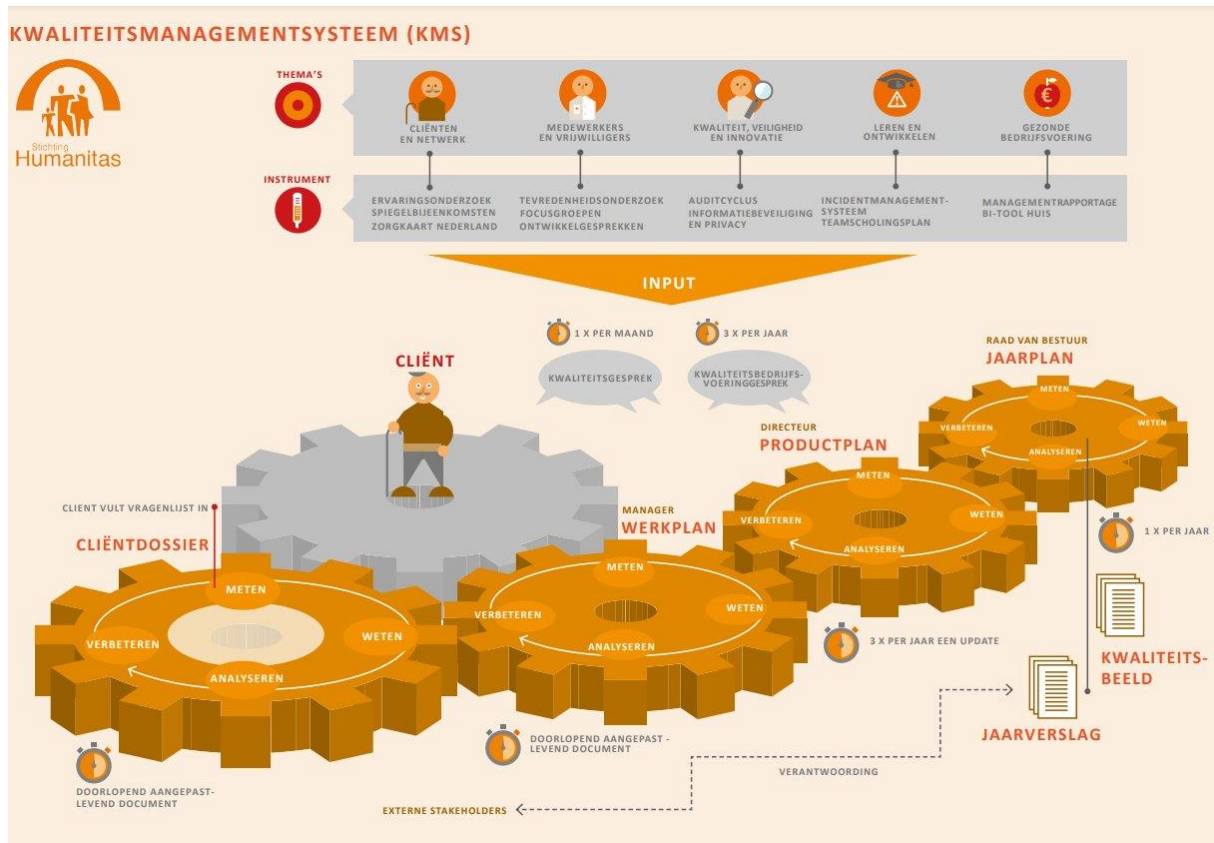 KWALITEITSMANAGEMENTSYSTEEM (KMS)
Stichting
Humanitas
THEMA'S
CLIËNTEN
EN NETWERK
MEDEWERKERS
EN VRIJWILLIGERS
KWALITEIT, VEILIGHEID
EN INNOVATIE
LEREN EN
ONTWIKKELEN
€
GEZONDE
BEDRIJFSVOERING
INSTRUMENT
ERVARINGSONDERZOEK
SPIEGELBIJEENKOMSTEN
ZORGKAART NEDERLAND
TEVREDENHEIDSONDERZOEK
FOCUSGROEPEN
ONTWIKKELGESPREKKEN
AUDITCYCLUS
INFORMATIEBEVEILIGING
EN PRIVACY
INCIDENTMANAGEMENT-
SYSTEEM
TEAMSCHOLINGSPLAN
MANAGEMENTRAPPORTAGE
BI-TOOL HUIS
INPUT
1 X PER MAAND
KWALITEITSGESPREK
3 X PER JAAR
KWALITEITSBEDRIJFS-
VOERINGGESPREK
CLIËNT
CLIENT VULT VRAGENLIJST IN
CLIËNTDOSSIER
METEN
WETEN
ANALYSEREN
VERBETEREN
DOORLOPEND AANGEPAST-
LEVEND DOCUMENT
MANAGER
WERKPLAN
METEN
WETEN
ANALYSEREN
VERBETEREN
DOORLOPEND AANGEPAST -
LEVEND DOCUMENT
DIRECTEUR
PRODUCTPLAN
METEN
WETEN
ANALYSEREN
VERBETEREN
3 X PER JAAR EEN UPDATE
RAAD VAN BESTUUR
JAARPLAN
METEN
WETEN
ANALYSEREN
VERBETEREN
1 X PER JAAR
KWALITEITS-
BEELD
JAARVERSLAG
VERANTWOORDING
EXTERNE STAKEHOLDERS